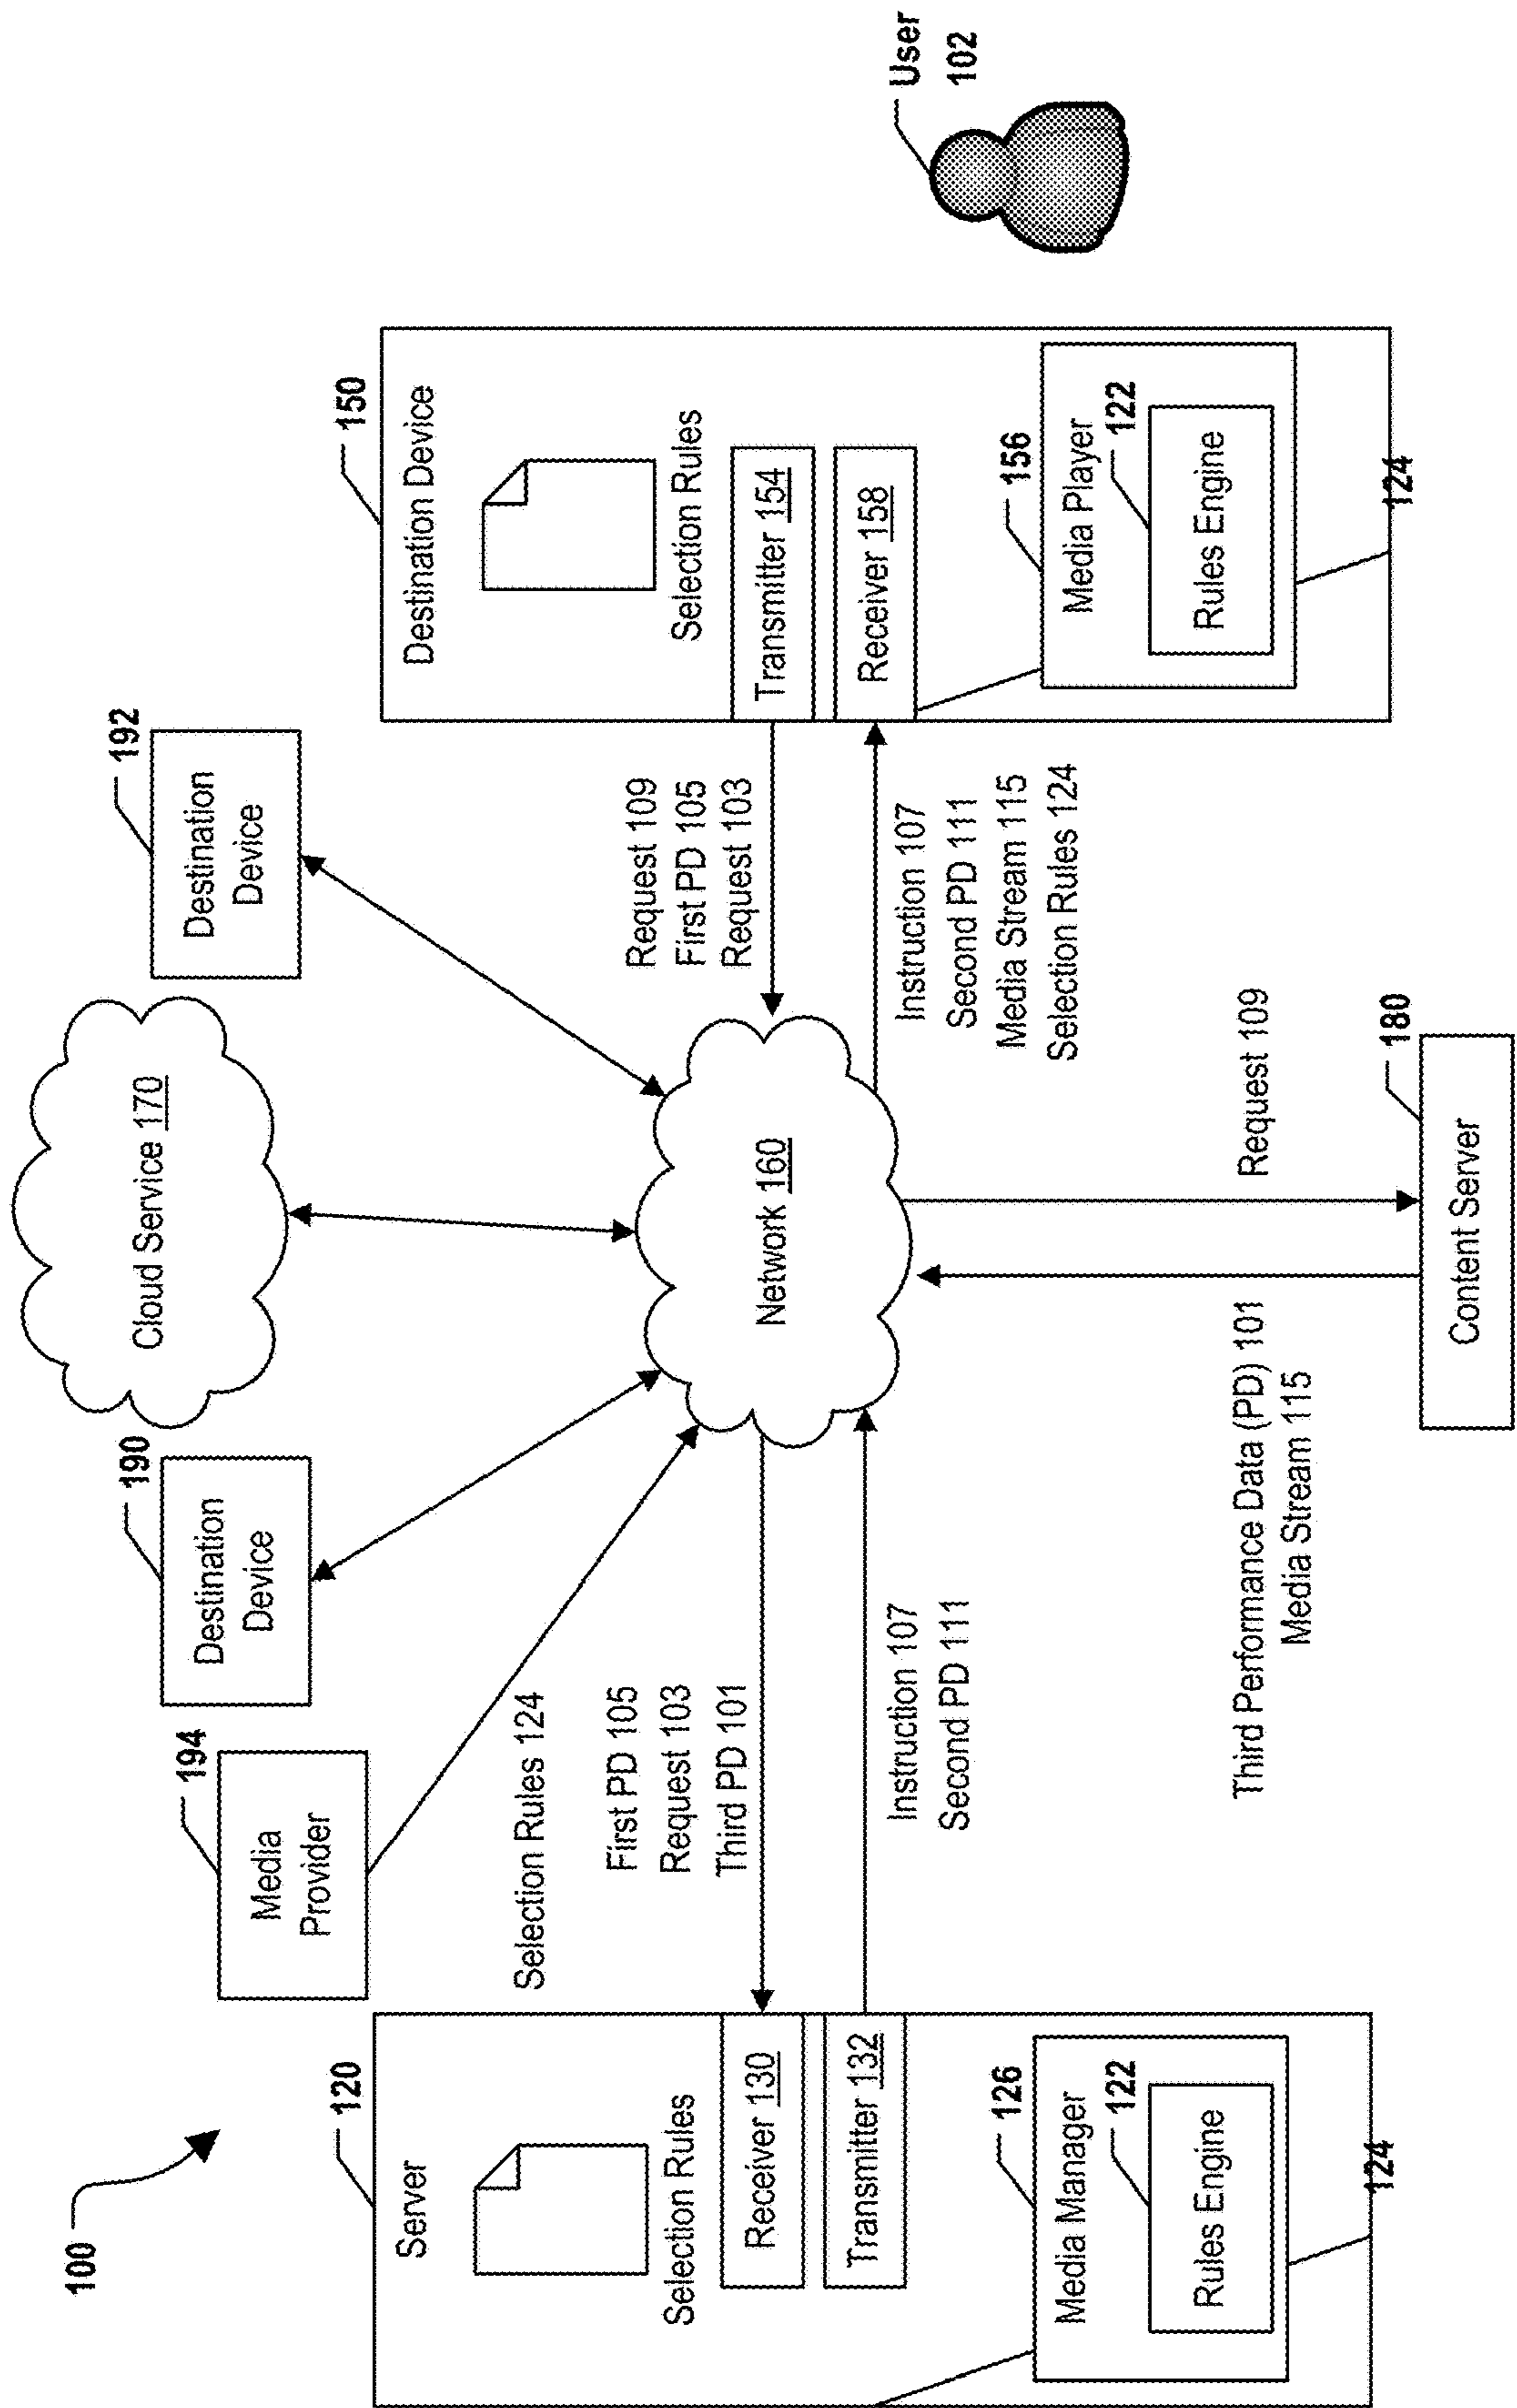 100
Cloud Service 170
194
Media
Provider
190
Destination
Device
192
Destination
Device
120
Server
Selection Rules
Receiver 130
Transmitter 132
126
Media Manager
122
Rules Engine
124
Selection Rules 124
First PD 105
Request 103
Third PD 101
Instruction 107
Second PD 111
Network 160
Request 109
First PD 105
Request 103
Instruction 107
Second PD 111
Media Stream 115
Selection Rules 124
150
Destination Device
Selection Rules
Transmitter 154
Receiver 158
156
Media Player
122
Rules Engine
124
User
102
Third Performance Data (PD) 101
Media Stream 115
Request 109
180
Content Server